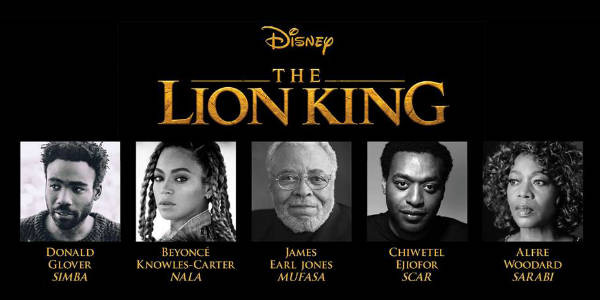 Disney
THE
LION KING
DONALD
GLOVER
SIMBA
BEYONCÉ
KNOWLES-CARTER
NALA
JAMES
EARL JONES
MUFASA
CHIWETEL
EJIOFOR
SCAR
ALFRE
WOODARD
SARABI